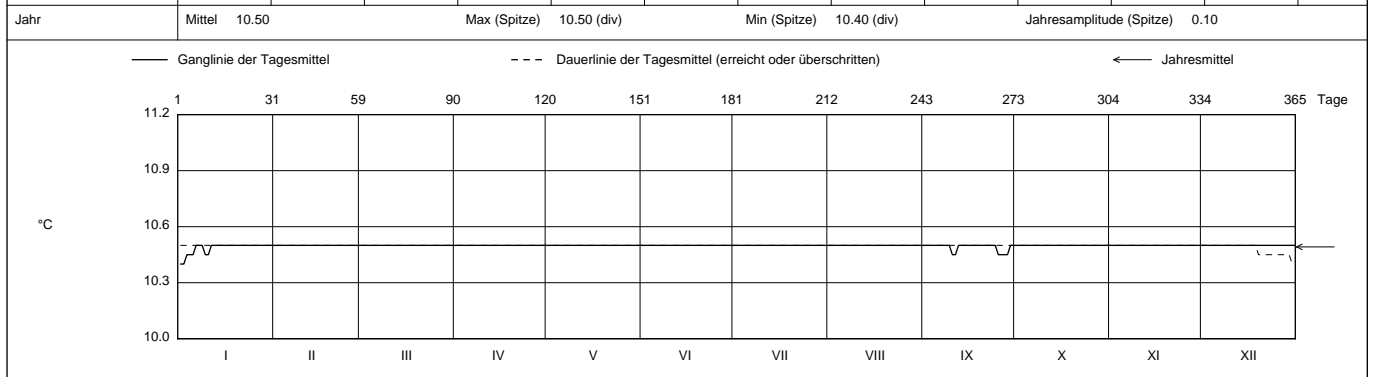 Jahr Mittel 10.50 Max (Spitze) 10.50 (div) Min (Spitze) 10.40 (div) Jahresamplitude (Spitze) 0.10
Ganglinie der Tagesmittel Dauerlinie der Tagesmittel (erreicht oder überschritten) Jahresmittel
1 31 59 90 120 151 181 212 243 273 304 334 365 Tage
11.2
10.9
10.6
°C
10.3
10.0
I II III IV V VI VII VIII IX X XI XII